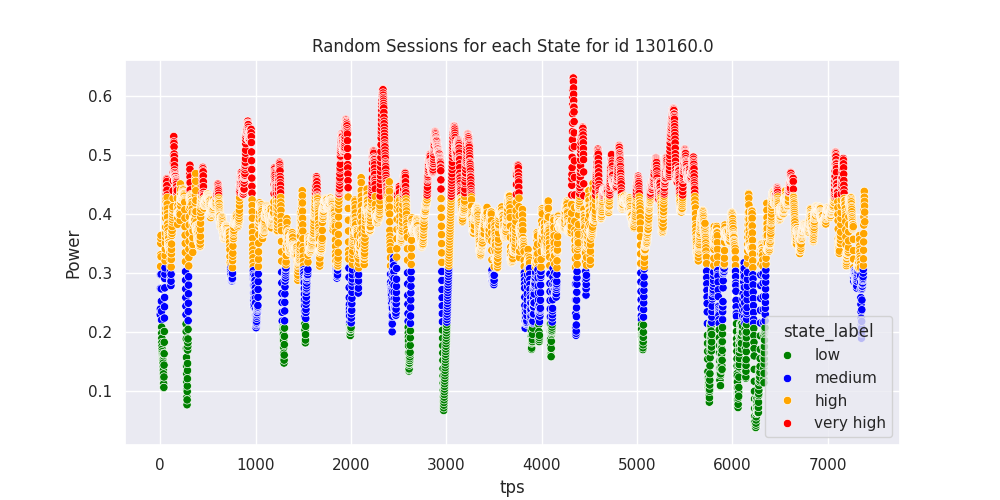 Random Sessions for each State for id 130160.0
Power
0.6
0.5
0.4
0.3
0.2
0.1
0 1000 2000 3000 4000 5000 6000 7000
tps
state_label
low
medium
high
very high